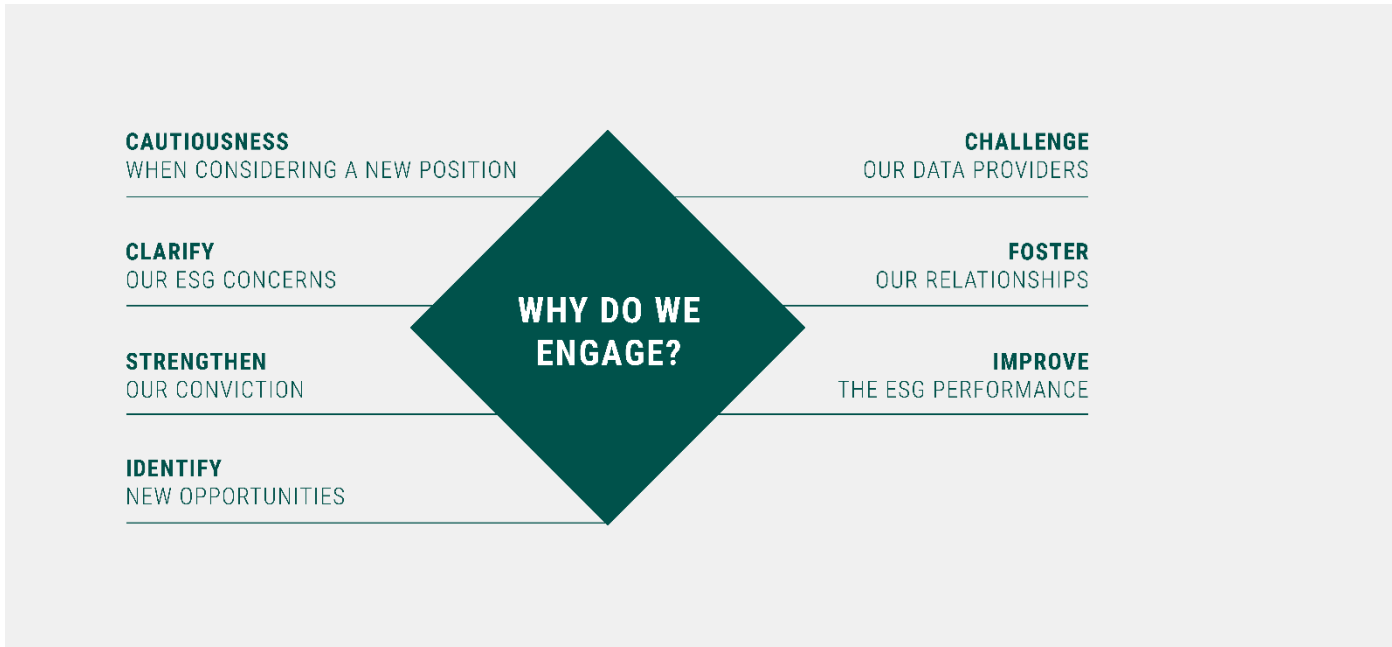 CAUTIOUSNESS
WHEN CONSIDERING A NEW POSITION
CLARIFY
OUR ESG CONCERNS
STRENGTHEN
OUR CONVICTION
IDENTIFY
NEW OPPORTUNITIES
WHY DO WE
ENGAGE?
CHALLENGE
OUR DATA PROVIDERS
FOSTER
OUR RELATIONSHIPS
IMPROVE
THE ESG PERFORMANCE